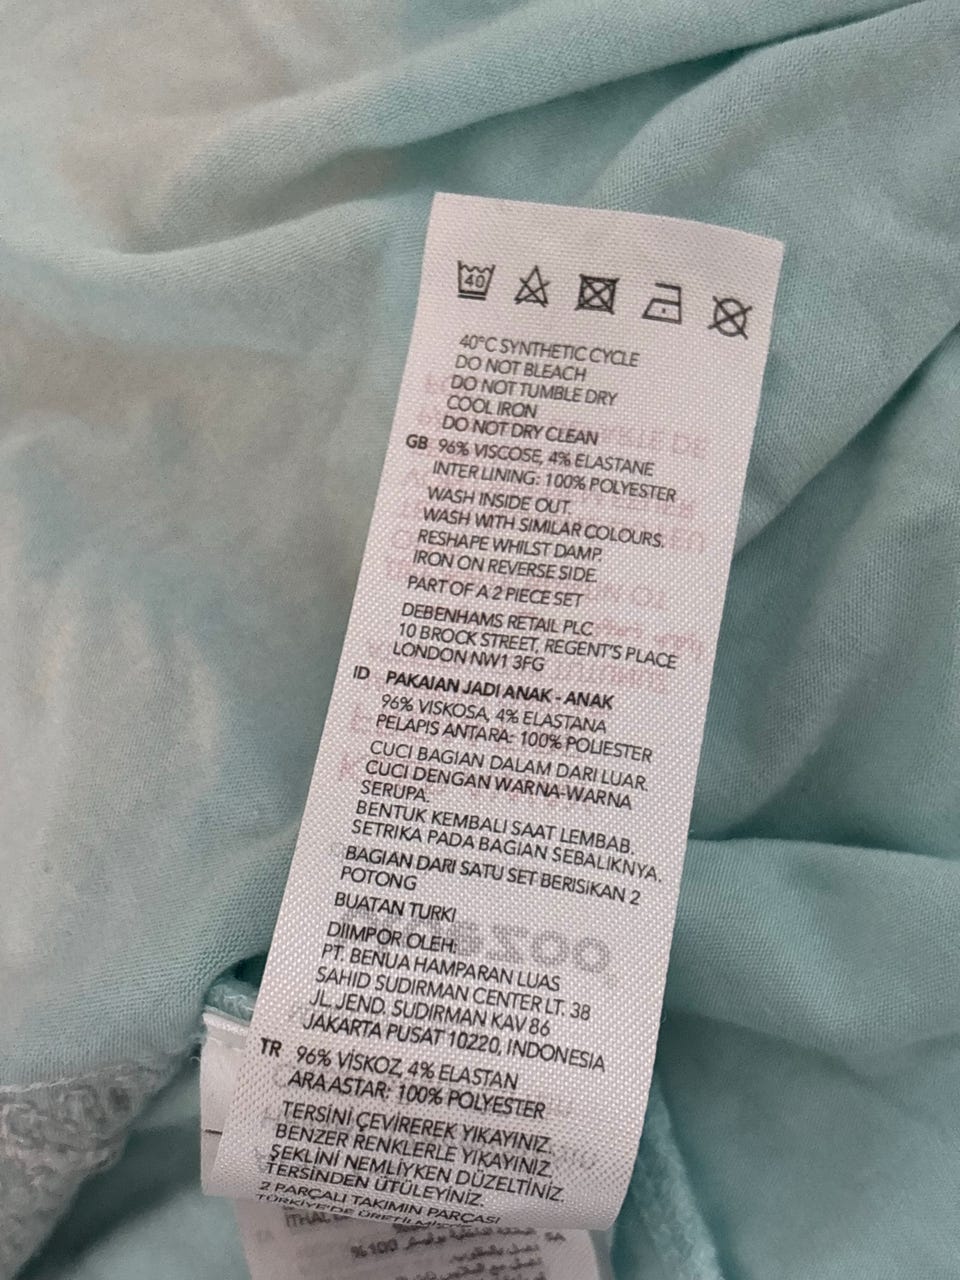 40
40°C SYNTHETIC CYCLE
DO NOT BLEACH
DO NOT TUMBLE DRY
COOL IRON
DO NOT DRY CLEAN
GB 96% VISCOSE, 4% ELASTANE
INTER LINING: 100% POLYESTER
WASH INSIDE OUT.
WASH WITH SIMILAR COLOURS.
RESHAPE WHILST DAMP.
IRON ON REVERSE SIDE.
PART OF A 2 PIECE SET
DEBENHAMS RETAIL PLC
10 BROCK STREET, REGENT'S PLACE
LONDON NW1 3FG
ID PAKAIAN JADI ANAK - ANAK
96% VISKOSA, 4% ELASTANA
PELAPIS ANTARA: 100% POLIESTER
CUCI BAGIAN DALAM DARI LUAR.
CUCI DENGAN WARNA-WARNA
SERUPA.
BENTUK KEMBALI SAAT LEMBAB.
SETRIKA PADA BAGIAN SEBALIKNYA.
BAGIAN DARI SATU SET BERISIKAN 2
POTONG
BUATAN TURKI
DIIMPOR OLEH:
PT. BENUA HAMPARAN LUAS
SAHID SUDIRMAN CENTER LT. 38
JL. JEND. SUDIRMAN KAV 86
JAKARTA PUSAT 10220, INDONESIA
TR 96% VİSKOZ, 4% ELASTAN
ARA ASTAR: 100% POLYESTER
TERSİNİ ÇEVİREREK YIKAYINIZ.
BENZER RENKLERLE YIKAYINIZ.
ŞEKLİNİ NEMLİYKEN DÜZELTİNİZ.
TERSİNDEN ÜTÜLEYİNİZ.
2 PARÇALI TAKIMIN PARÇASI
TÜRKİYE'DE ÜRETİLMİŞTİR